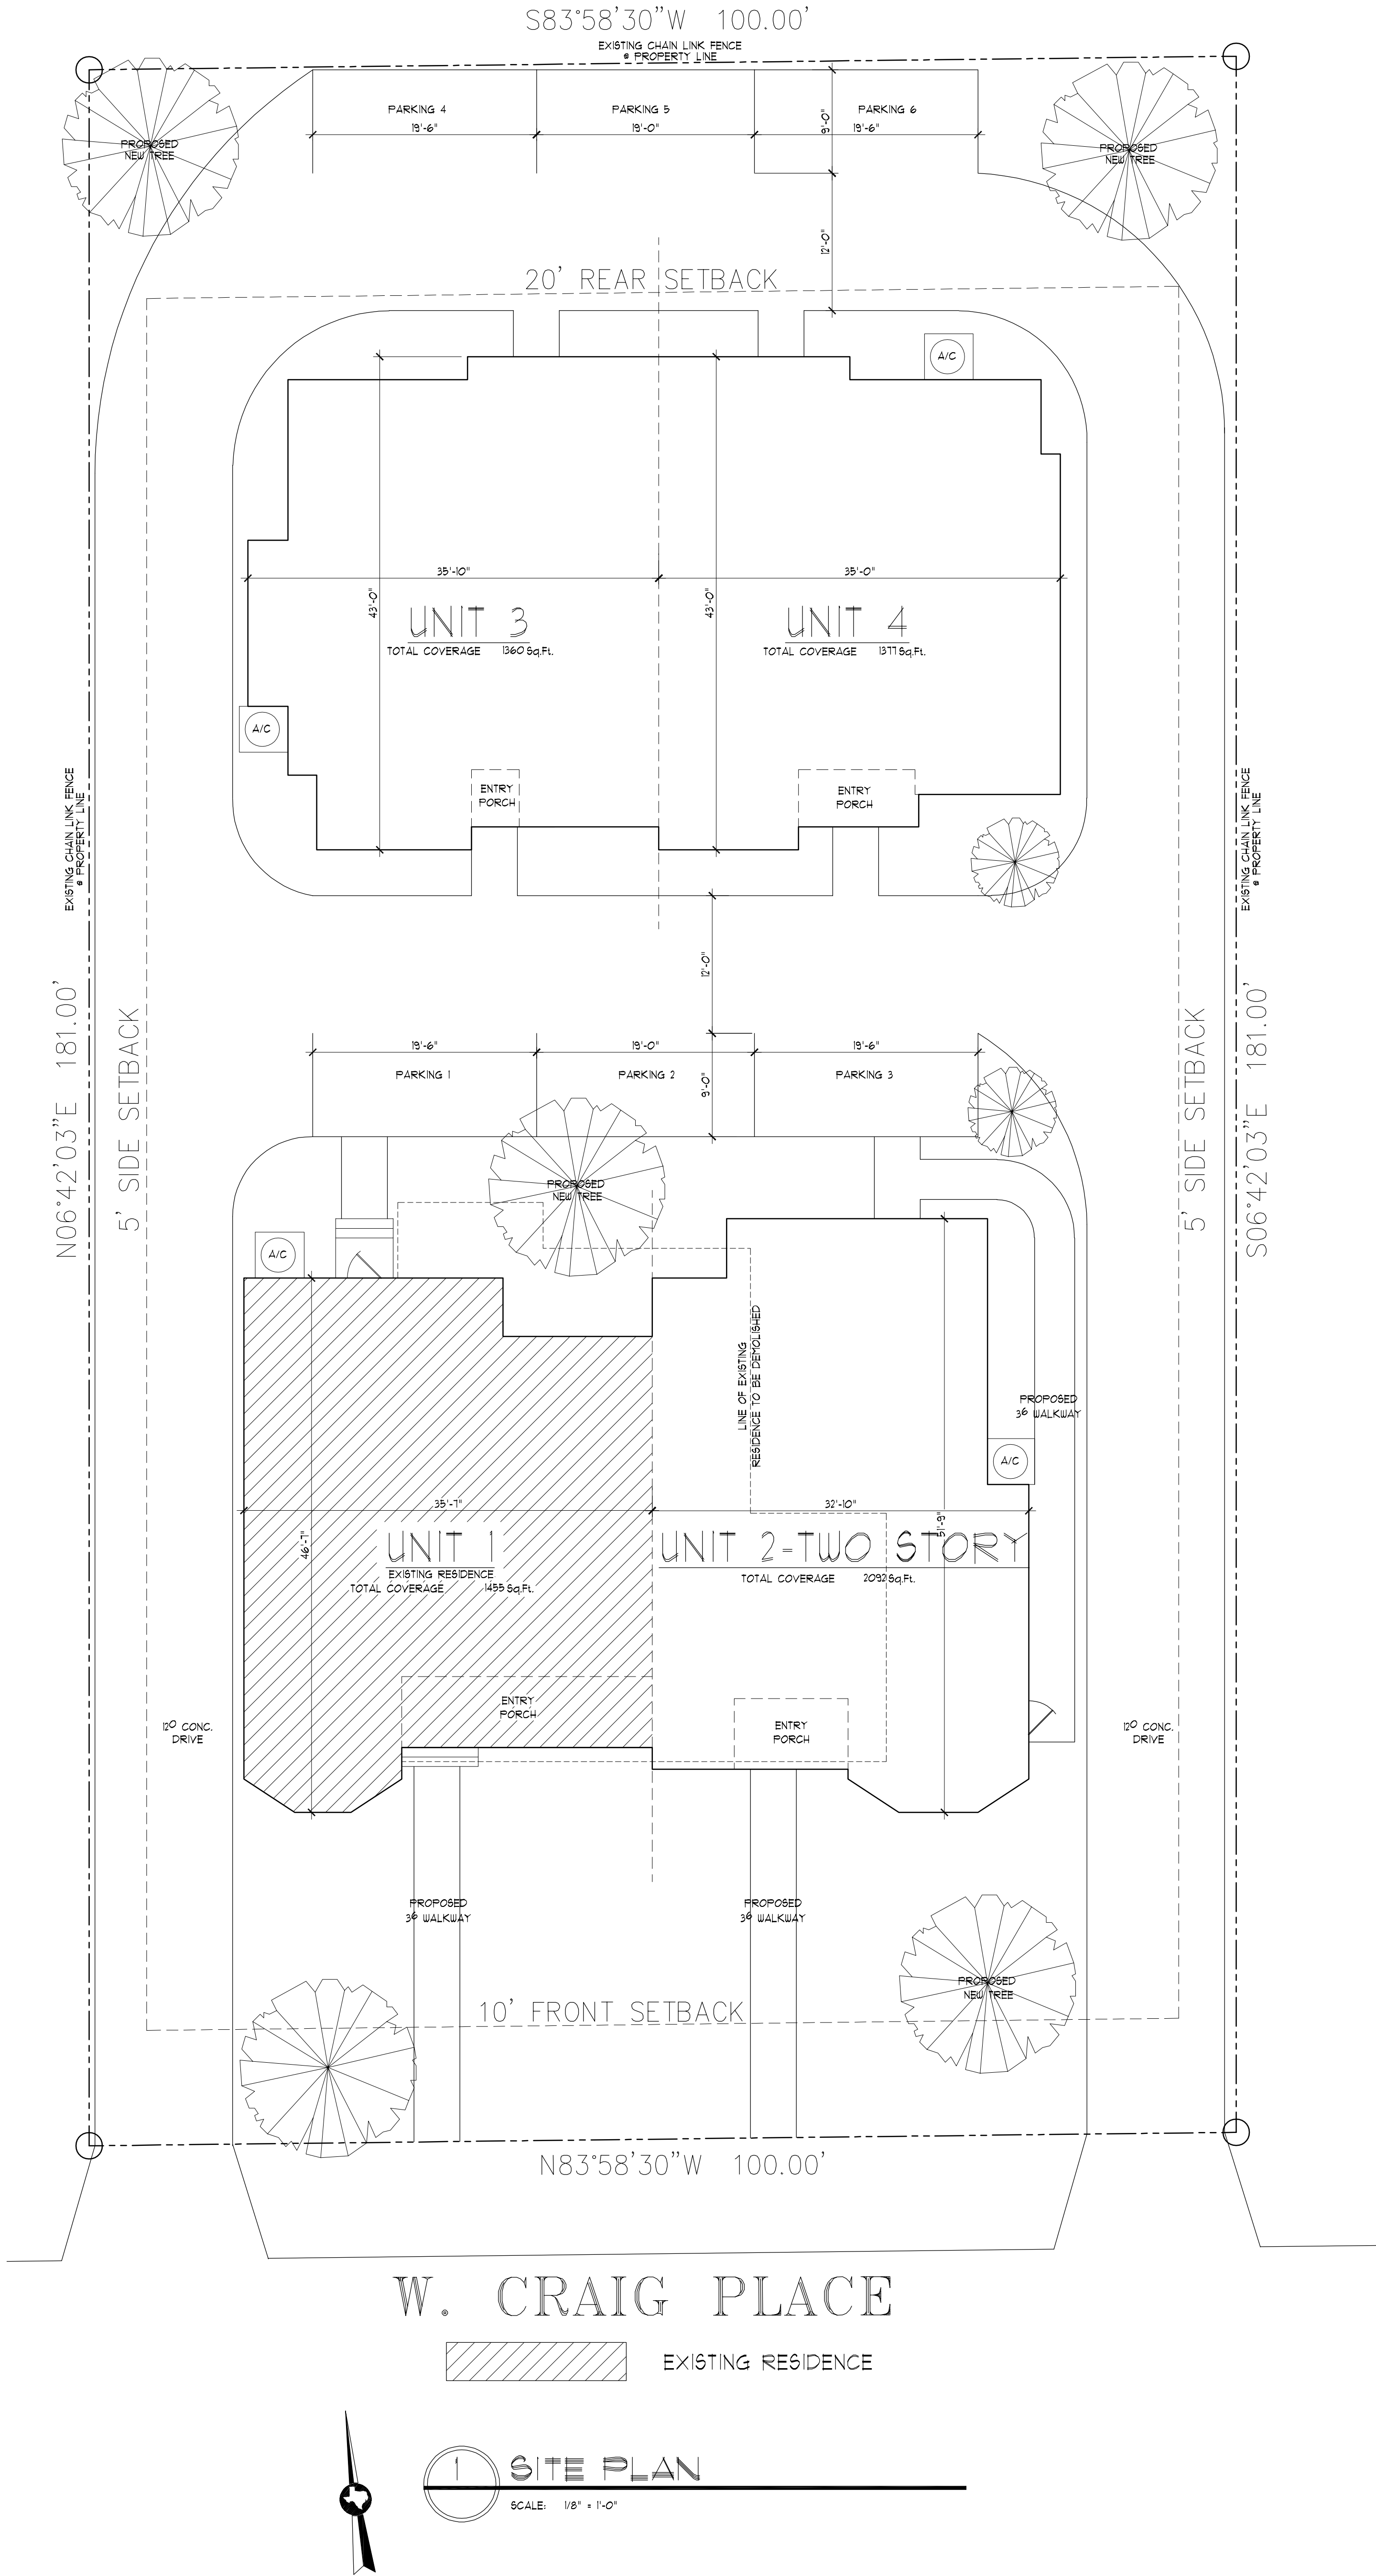 S83°58'30"W 100.00'
EXISTING CHAIN LINK FENCE
@ PROPERTY LINE
PARKING 4
PARKING 5
PARKING 6
19'-6"
19'-0"
19'-6"
9'-0"
PROPOSED
NEW TREE
PROPOSED
NEW TREE
12'-0"
20' REAR SETBACK
A/C
35'-10"
35'-0"
43'-0"
43'-0"
UNIT 3
TOTAL COVERAGE 1360 Sq.Ft.
UNIT 4
TOTAL COVERAGE 1377 Sq.Ft.
A/C
ENTRY
PORCH
ENTRY
PORCH
EXISTING CHAIN LINK FENCE
@ PROPERTY LINE
EXISTING CHAIN LINK FENCE
@ PROPERTY LINE
12'-0"
N06°42'03"E 181.00'
5' SIDE SETBACK
5' SIDE SETBACK
S06°42'03"E 181.00'
19'-6"
19'-0"
19'-6"
PARKING 1
PARKING 2
PARKING 3
9'-0"
PROPOSED
NEW TREE
A/C
LINE OF EXISTING
RESIDENCE TO BE DEMOLISHED
PROPOSED
36 WALKWAY
A/C
35'-7"
32'-10"
46'-7"
51'-9"
UNIT 1
EXISTING RESIDENCE
TOTAL COVERAGE 1455 Sq.Ft.
UNIT 2-TWO STORY
TOTAL COVERAGE 2092 Sq.Ft.
ENTRY
PORCH
ENTRY
PORCH
120 CONC.
DRIVE
120 CONC.
DRIVE
PROPOSED
36 WALKWAY
PROPOSED
36 WALKWAY
PROPOSED
NEW TREE
10' FRONT SETBACK
N83°58'30"W 100.00'
W. CRAIG PLACE
EXISTING RESIDENCE
1 SITE PLAN
SCALE: 1/8" = 1'-0"